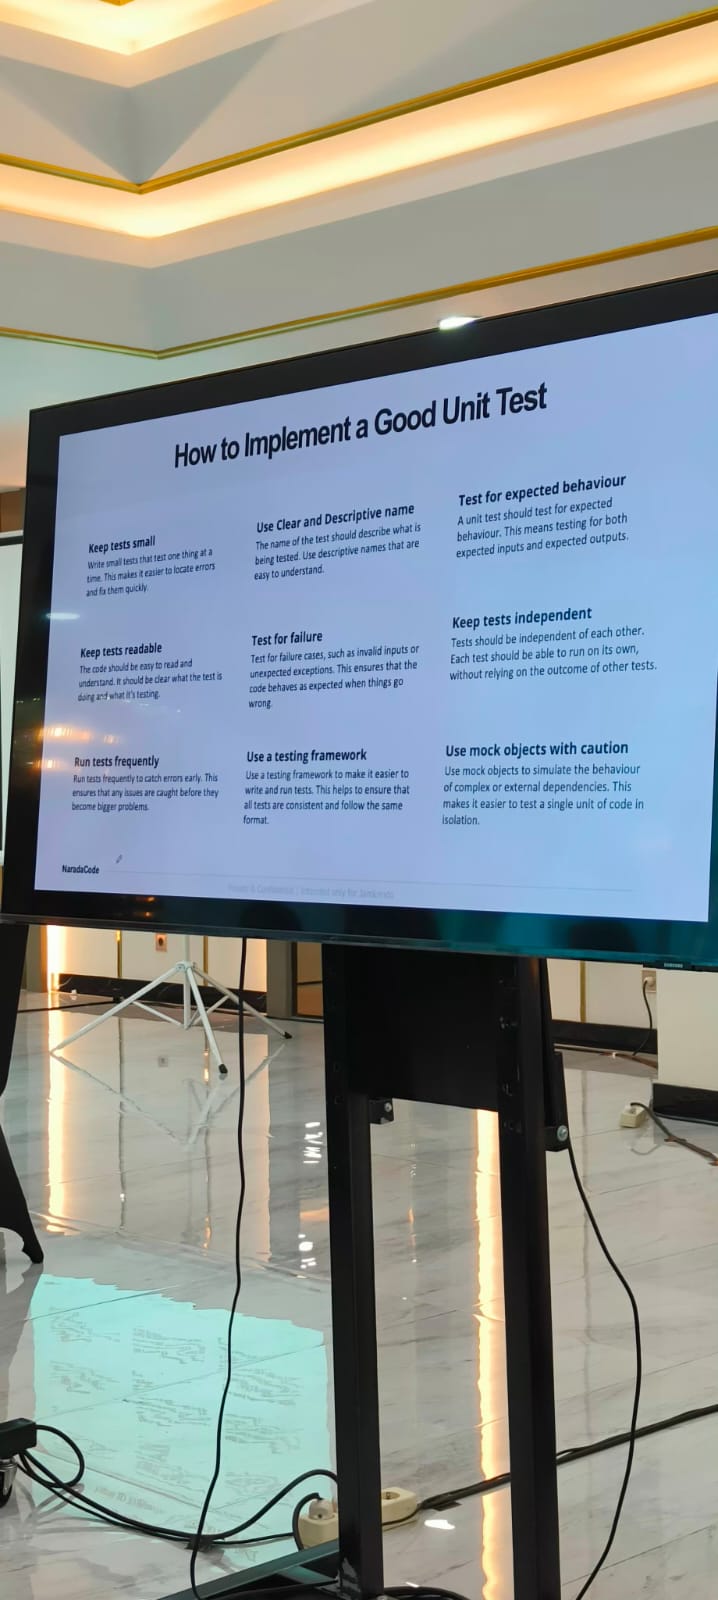 How to Implement a Good Unit Test
Keep tests small
Write small tests that test one thing at a
time. This makes it easier to locate errors
and fix them quickly.
Use Clear and Descriptive name
The name of the test should describe what is
being tested. Use descriptive names that are
easy to understand.
Test for expected behaviour
A unit test should test for expected
behaviour. This means testing for both
expected inputs and expected outputs.
Keep tests readable
The code should be easy to read and
understand. It should be clear what the test is
doing and what it's testing.
Test for failure
Test for failure cases, such as invalid inputs or
unexpected exceptions. This ensures that the
code behaves as expected when things go
wrong.
Keep tests independent
Tests should be independent of each other.
Each test should be able to run on its own,
without relying on the outcome of other tests.
Run tests frequently
Run tests frequently to catch errors early. This
ensures that any issues are caught before they
become bigger problems.
Use a testing framework
Use a testing framework to make it easier to
write and run tests. This helps to ensure that
all tests are consistent and follow the same
format.
Use mock objects with caution
Use mock objects to simulate the behaviour
of complex or external dependencies. This
makes it easier to test a single unit of code in
isolation.
NaradaCode
Private & Confidential | Intended only for
SAMSUNG